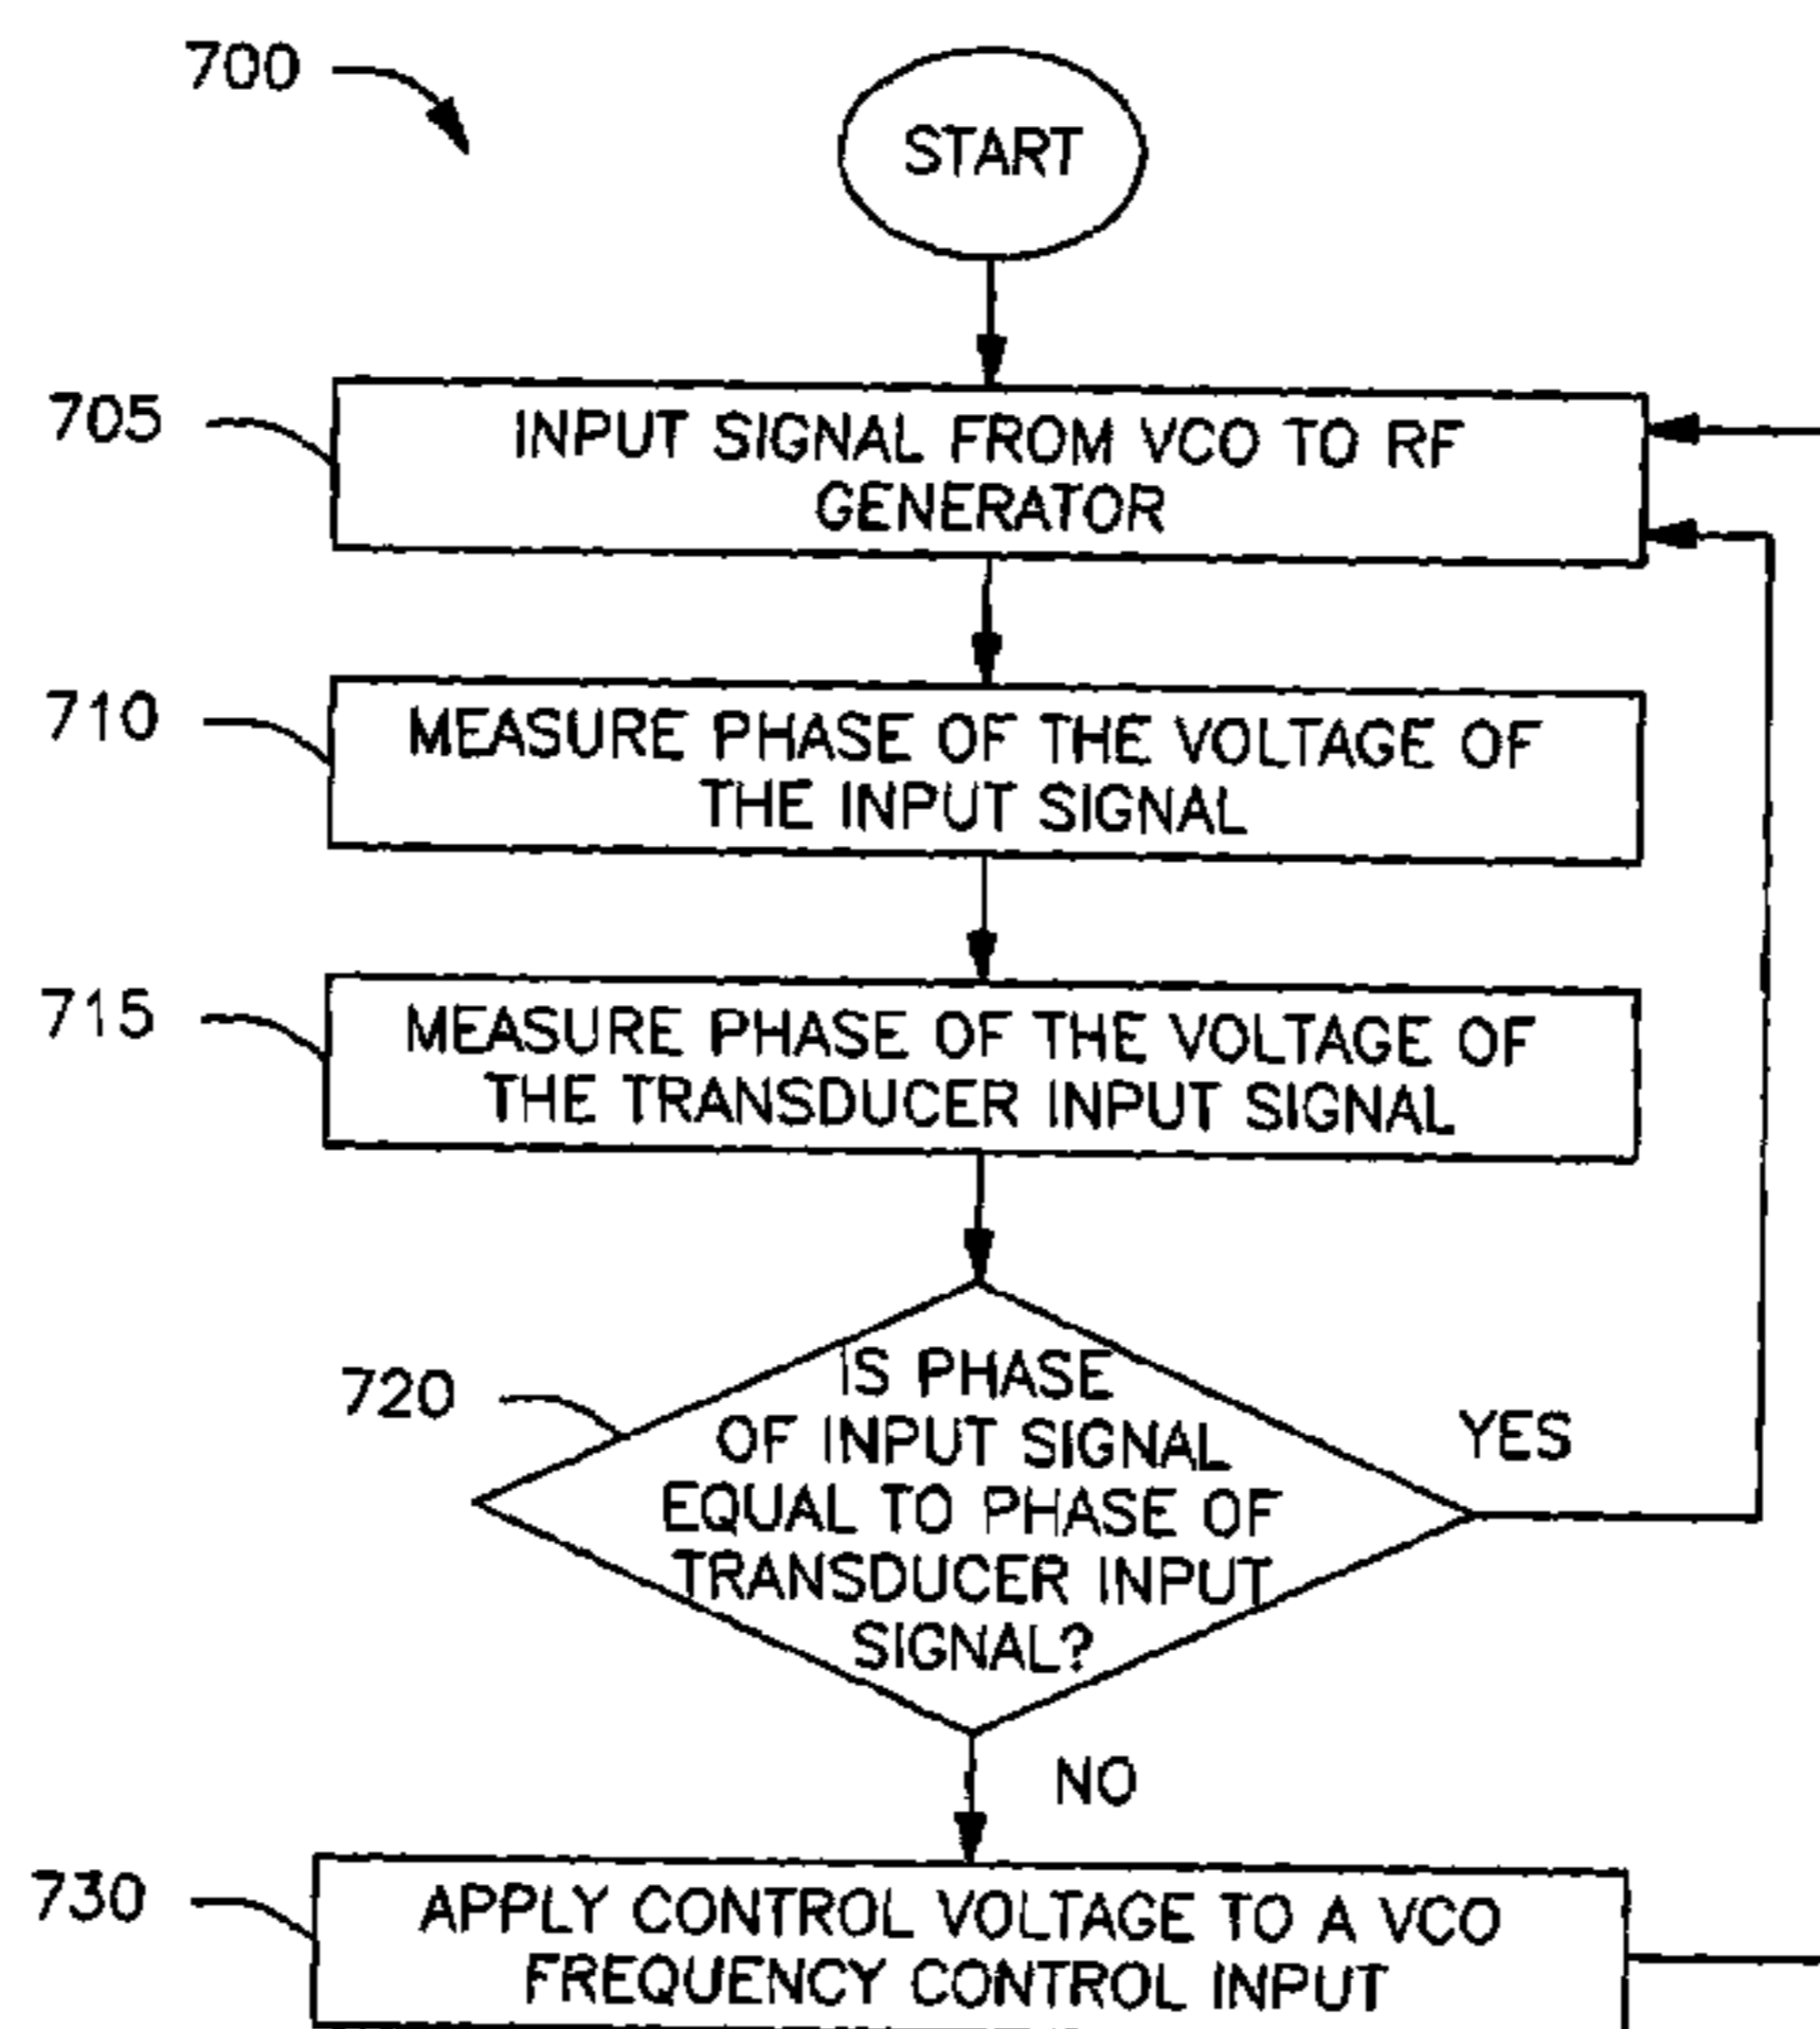 700
START
705
INPUT SIGNAL FROM VCO TO RF
GENERATOR
710
MEASURE PHASE OF THE VOLTAGE OF
THE INPUT SIGNAL
715
MEASURE PHASE OF THE VOLTAGE OF
THE TRANSDUCER INPUT SIGNAL
720
IS PHASE
OF INPUT SIGNAL
EQUAL TO PHASE OF
TRANSDUCER INPUT
SIGNAL?
YES
NO
730
APPLY CONTROL VOLTAGE TO A VCO
FREQUENCY CONTROL INPUT